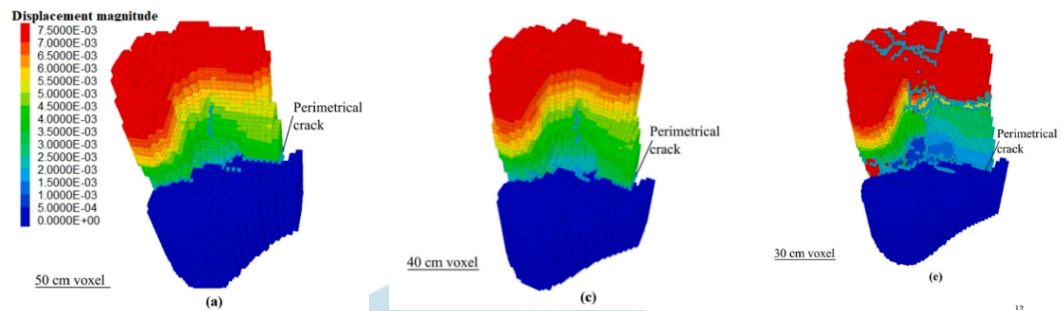 Displacement magnitude
7.5000E-03
7.0000E-03
6.5000E-03
5.5000E-03
5.0000E-03
4.5000E-03
4.0000E-03
3.5000E-03
3.0000E-03
2.5000E-03
2.0000E-03
1.5000E-03
1.0000E-03
5.0000E-04
0.0000E+00
Perimetrical
crack
50 cm voxel
(a)
Perimetrical
crack
40 cm voxel
(c)
Perimetrical
crack
30 cm voxel
(e)
12